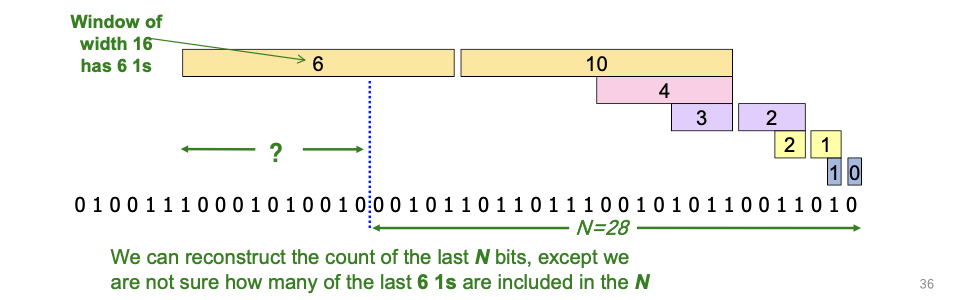 Window of
width 16
has 6 1s
6 10
4
3 2
2 1
?
1 0
0 1 0 0 1 1 1 0 0 0 1 0 1 0 0 1 0 0 0 1 0 1 1 0 1 1 0 1 1 1 0 0 1 0 1 0 1 1 0 0 1 1 0 1 0
N=28
We can reconstruct the count of the last N bits, except we
are not sure how many of the last 6 1s are included in the N
36